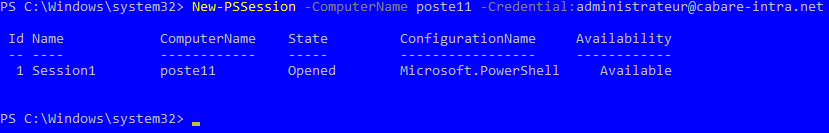 PS C:\Windows\system32> New-PSSession -ComputerName poste11 -Credential:administrateur@cabare-intra.net
Id Name ComputerName State ConfigurationName Availability
-- ---- ------------ ----- ----------------- ------------
1 Session1 poste11 Opened Microsoft.PowerShell Available
PS C:\Windows\system32> _